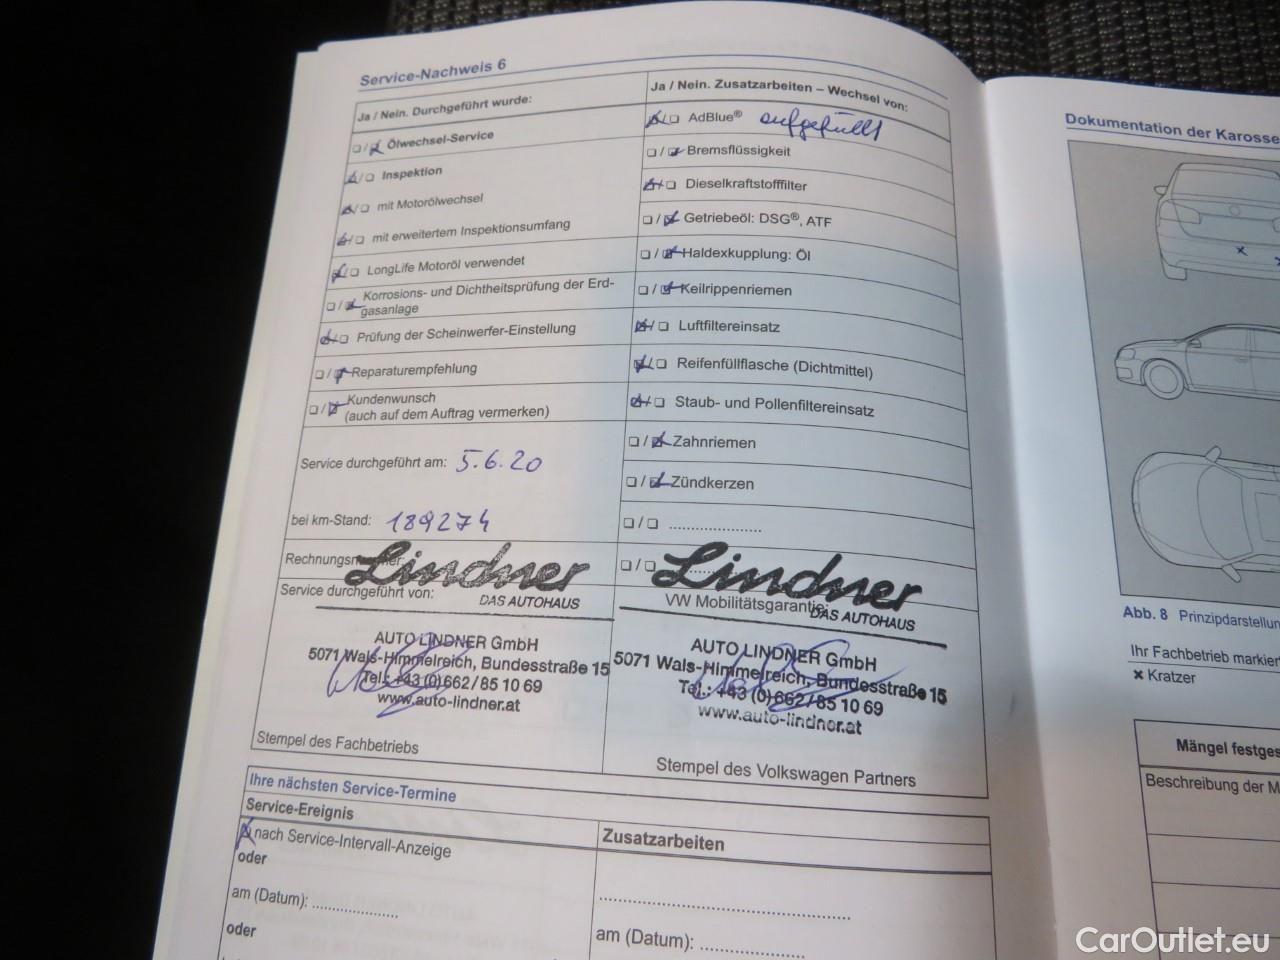 Service-Nachweis 6
Ja / Nein. Durchgeführt wurde:
Ölwechsel-Service
Inspektion
mit Motorölwechsel
mit erweitertem Inspektionsumfang
LongLife Motoröl verwendet
Korrosions- und Dichtheitsprüfung der Erd-
gasanlage
Prüfung der Scheinwerfer-Einstellung
Reparaturempfehlung
Kundenwunsch
(auch auf dem Auftrag vermerken)
Service durchgeführt am: 5.6.20
bei km-Stand: 189274
Rechnungsnummer:
Service durchgeführt von:
Lindner
DAS AUTOHAUS
AUTO LINDNER GmbH
5071 Wals-Himmelreich, Bundesstraße 15
Tel.: +43 (0) 662 / 85 10 69
www.auto-lindner.at
Stempel des Fachbetriebs
Ja / Nein. Zusatzarbeiten – Wechsel von:
AdBlue® aufgefüllt
Bremsflüssigkeit
Dieselkraftstofffilter
Getriebeöl: DSG®, ATF
Haldexkupplung: Öl
Keilrippenriemen
Luftfiltereinsatz
Reifenfüllflasche (Dichtmittel)
Staub- und Pollenfiltereinsatz
Zahnriemen
Zündkerzen
☐ / ☐ ......................
☐ / ☐
Lindner
VW Mobilitätsgarantie:
DAS AUTOHAUS
AUTO LINDNER GmbH
5071 Wals-Himmelreich, Bundesstraße 15
Tel.: +43 (0) 662 / 85 10 69
www.auto-lindner.at
Stempel des Volkswagen Partners
Ihre nächsten Service-Termine
Service-Ereignis
nach Service-Intervall-Anzeige
oder
am (Datum): ....................
oder
Zusatzarbeiten
............................................................
am (Datum): ..................
Dokumentation der Karosse
Abb. 8 Prinzipdarstellun
Ihr Fachbetrieb markier
✖ Kratzer
Mängel festges
Beschreibung der M
CarOutlet.eu